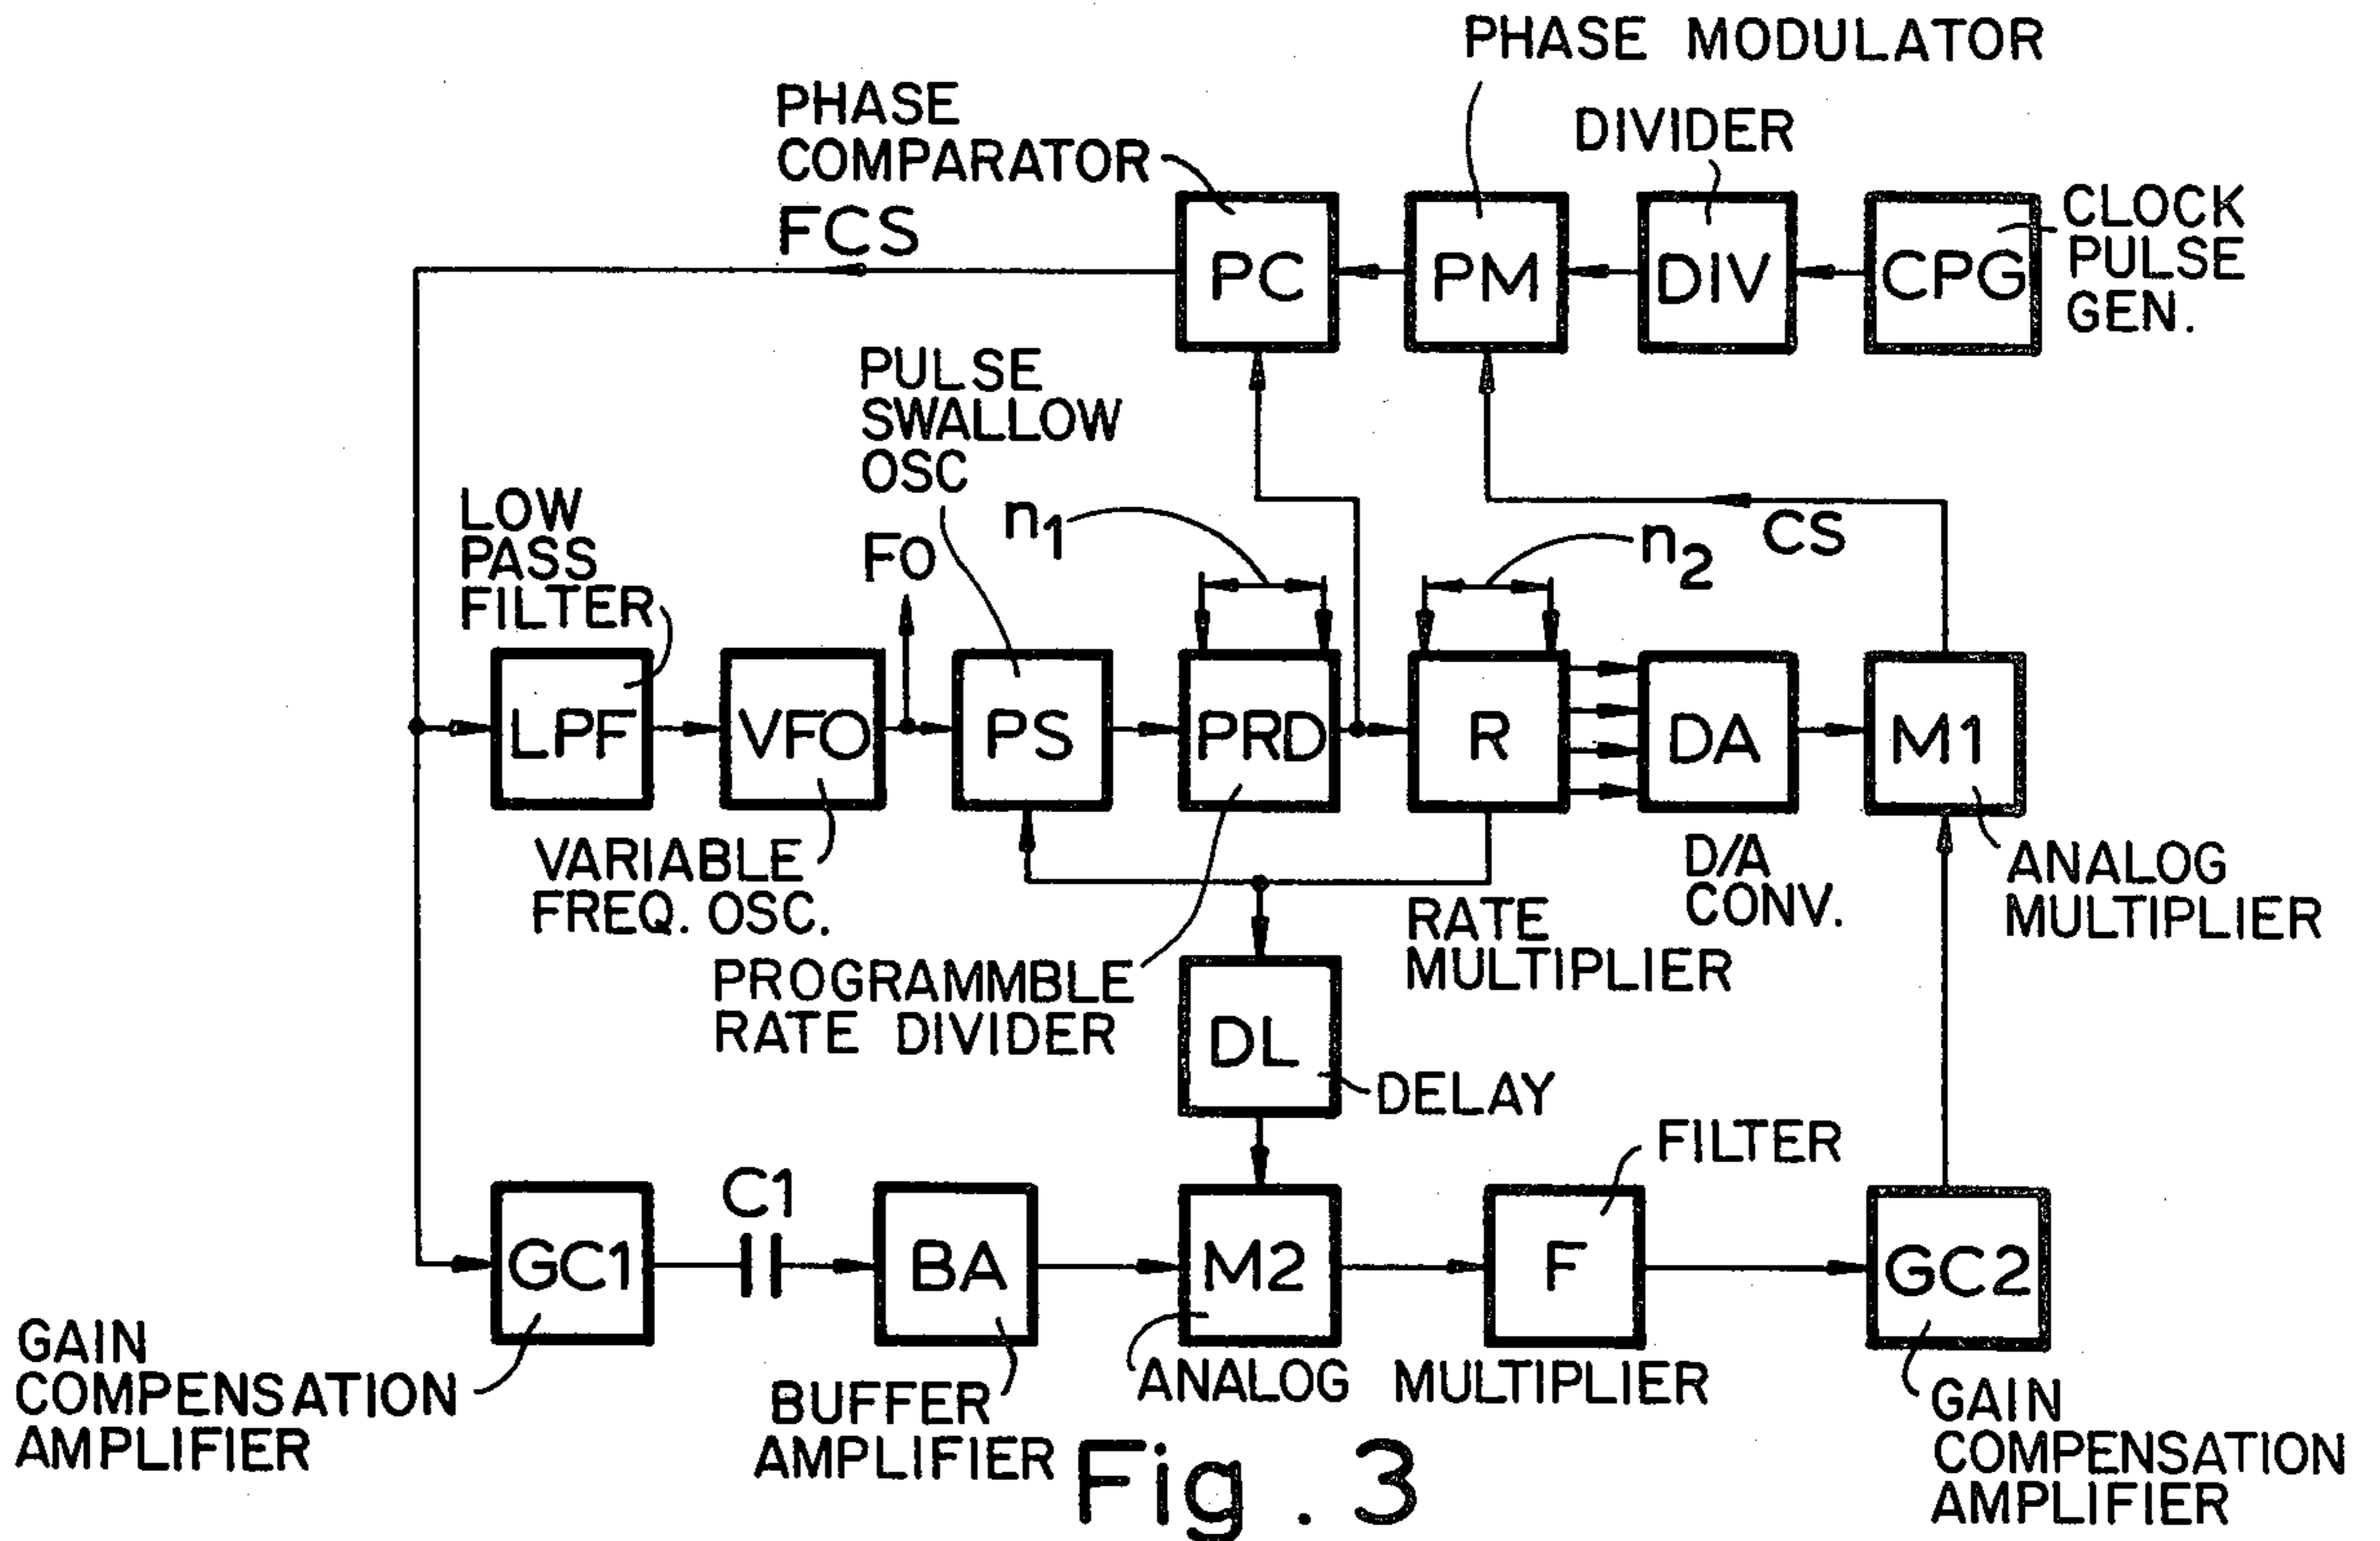 PHASE MODULATOR
PHASE
COMPARATOR
DIVIDER
FCS
PC
PM
DIV
CPG
CLOCK
PULSE
GEN.
PULSE
SWALLOW
OSC
LOW
PASS
FILTER
FO
n1
n2
CS
LPF
VFO
PS
PRD
R
DA
M1
VARIABLE
FREQ. OSC.
D/A
CONV.
ANALOG
MULTIPLIER
RATE
MULTIPLIER
PROGRAMMBLE
RATE DIVIDER
DL
DELAY
FILTER
C1
GC1
BA
M2
F
GC2
GAIN
COMPENSATION
AMPLIFIER
BUFFER
AMPLIFIER
ANALOG MULTIPLIER
GAIN
COMPENSATION
AMPLIFIER
Fig. 3